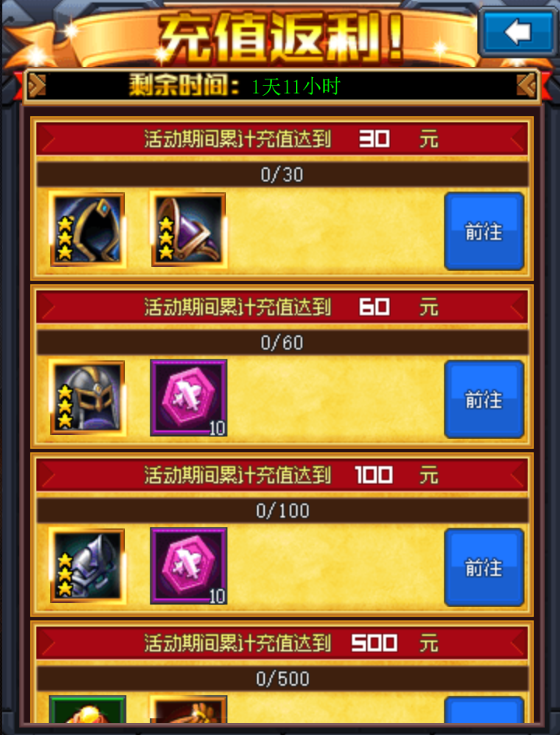 充值返利!
剩余时间: 1天11小时
活动期间累计充值达到 30 元
0/30
前往
活动期间累计充值达到 60 元
0/60
10
前往
活动期间累计充值达到 100 元
0/100
10
前往
活动期间累计充值达到 500 元
0/500